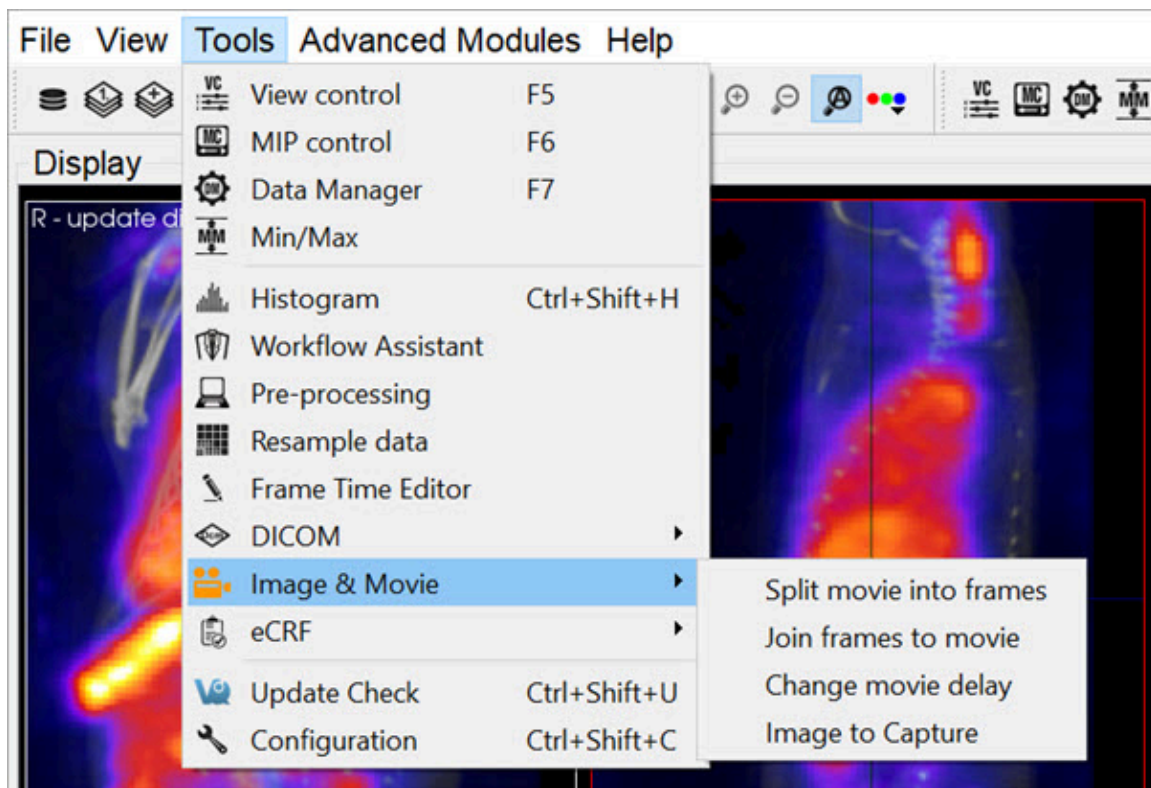 File View Tools Advanced Modules Help
VC MC DM MM
Display
R - update di
View control F5
MIP control F6
Data Manager F7
Min/Max
Histogram Ctrl+Shift+H
Workflow Assistant
Pre-processing
Resample data
Frame Time Editor
DICOM
Image & Movie
eCRF
Update Check Ctrl+Shift+U
Configuration Ctrl+Shift+C
Split movie into frames
Join frames to movie
Change movie delay
Image to Capture